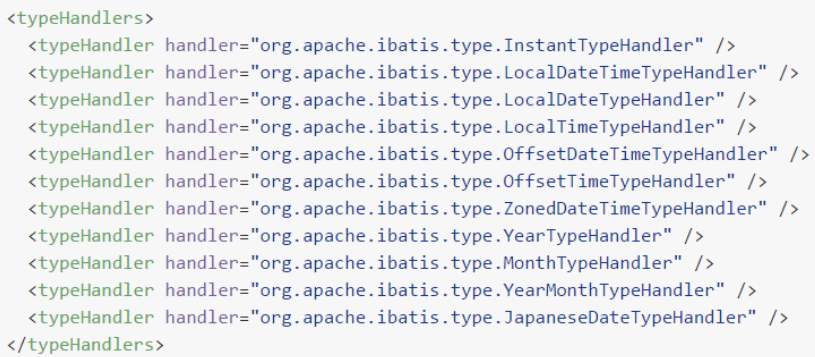 <typeHandlers>
  <typeHandler handler="org.apache.ibatis.type.InstantTypeHandler" />
  <typeHandler handler="org.apache.ibatis.type.LocalDateTimeTypeHandler" />
  <typeHandler handler="org.apache.ibatis.type.LocalDateTypeHandler" />
  <typeHandler handler="org.apache.ibatis.type.LocalTimeTypeHandler" />
  <typeHandler handler="org.apache.ibatis.type.OffsetDateTimeTypeHandler" />
  <typeHandler handler="org.apache.ibatis.type.OffsetTimeTypeHandler" />
  <typeHandler handler="org.apache.ibatis.type.ZonedDateTimeTypeHandler" />
  <typeHandler handler="org.apache.ibatis.type.YearTypeHandler" />
  <typeHandler handler="org.apache.ibatis.type.MonthTypeHandler" />
  <typeHandler handler="org.apache.ibatis.type.YearMonthTypeHandler" />
  <typeHandler handler="org.apache.ibatis.type.JapaneseDateTypeHandler" />
</typeHandlers>